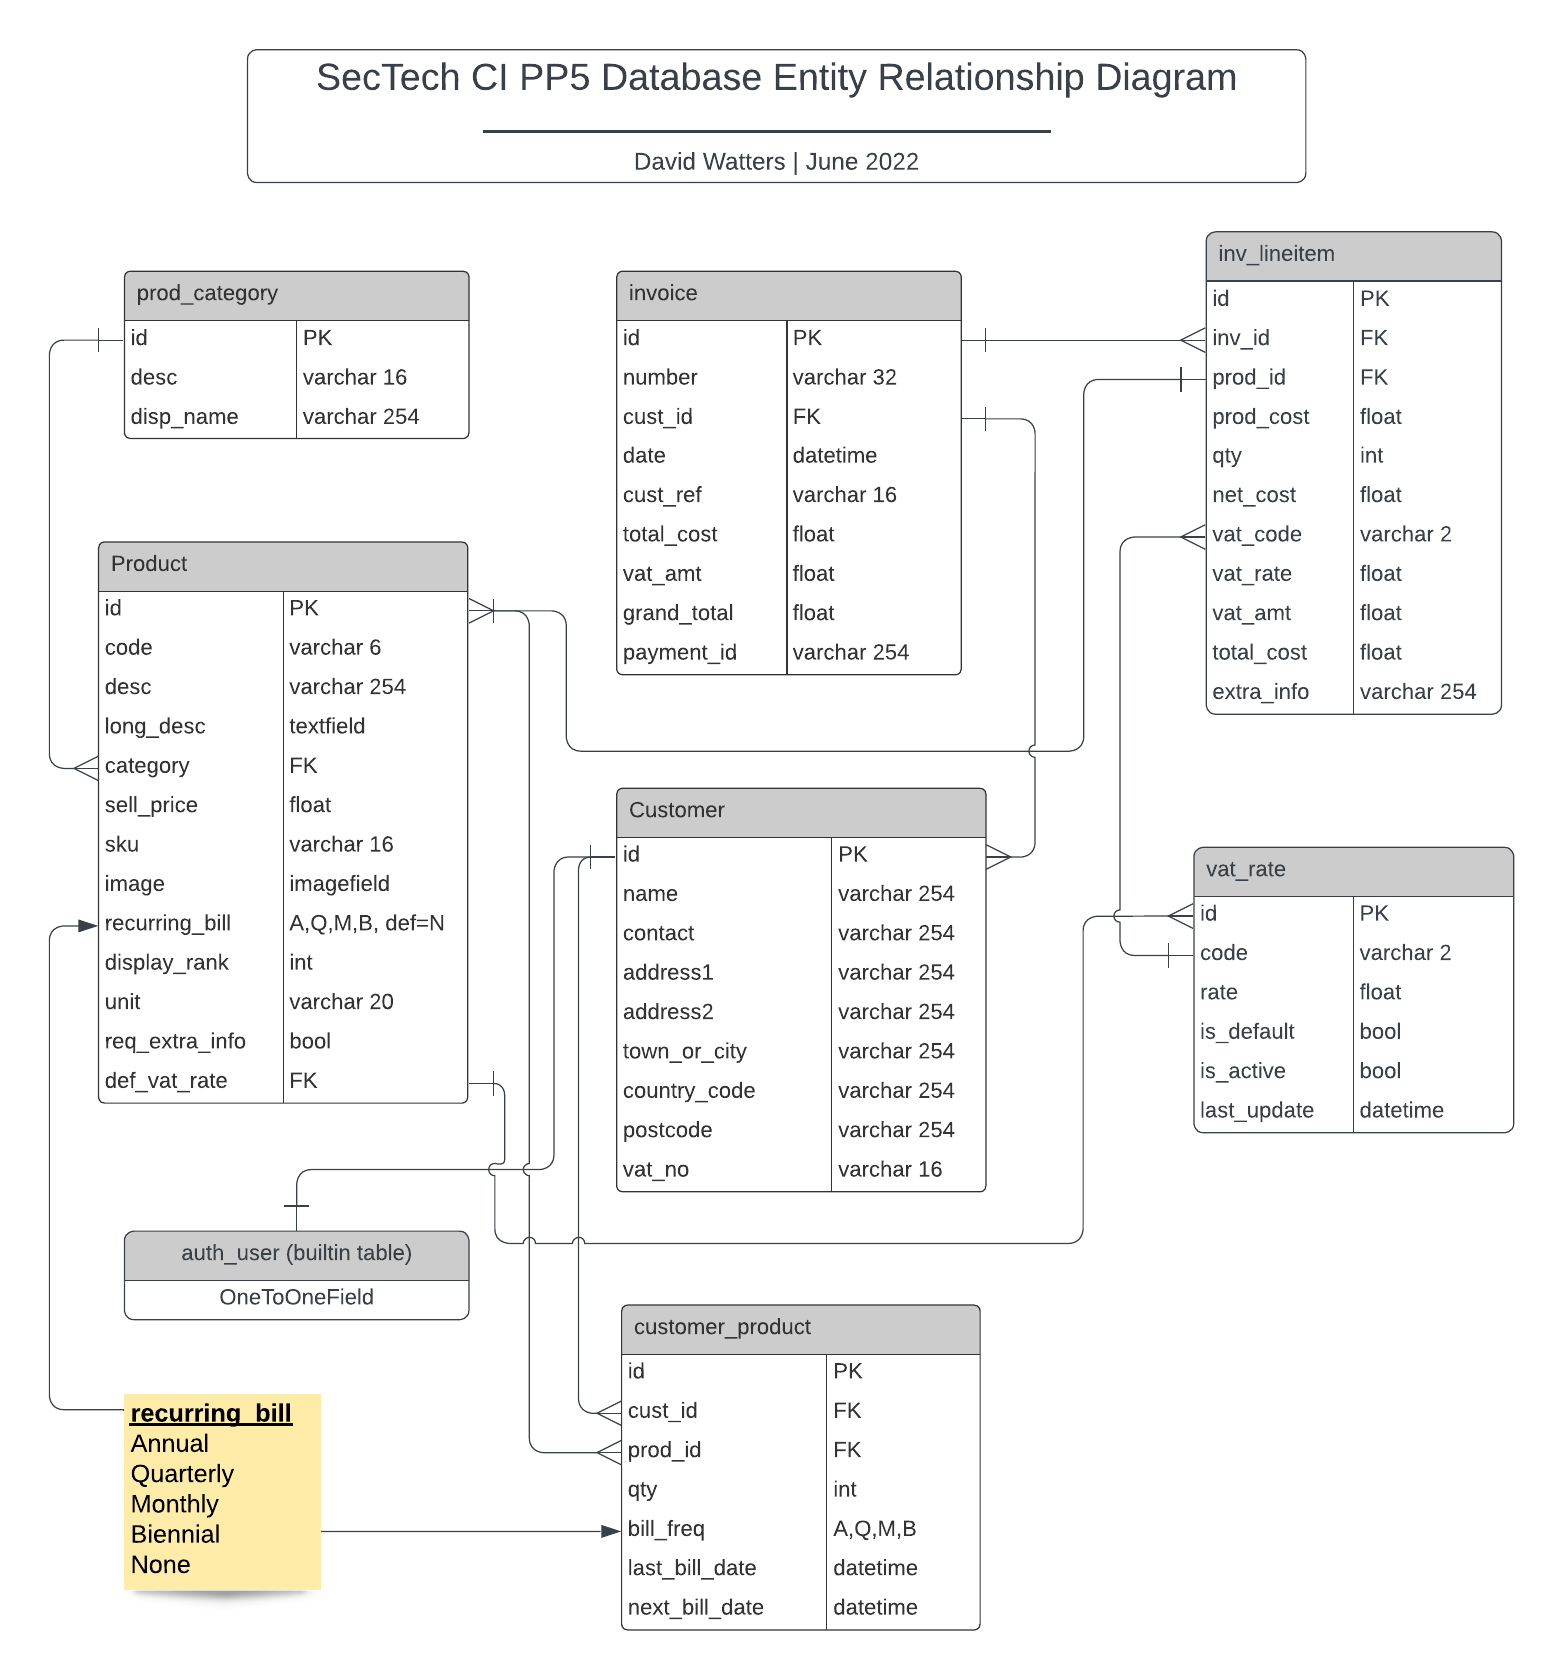 SecTech CI PP5 Database Entity Relationship Diagram
David Watters | June 2022
prod_category
id PK
desc varchar 16
disp_name varchar 254
invoice
id PK
number varchar 32
cust_id FK
date datetime
cust_ref varchar 16
total_cost float
vat_amt float
grand_total float
payment_id varchar 254
inv_lineitem
id PK
inv_id FK
prod_id FK
prod_cost float
qty int
net_cost float
vat_code varchar 2
vat_rate float
vat_amt float
total_cost float
extra_info varchar 254
Product
id PK
code varchar 6
desc varchar 254
long_desc textfield
category FK
sell_price float
sku varchar 16
image imagefield
recurring_bill A,Q,M,B, def=N
display_rank int
unit varchar 20
req_extra_info bool
def_vat_rate FK
Customer
id PK
name varchar 254
contact varchar 254
address1 varchar 254
address2 varchar 254
town_or_city varchar 254
country_code varchar 254
postcode varchar 254
vat_no varchar 16
vat_rate
id PK
code varchar 2
rate float
is_default bool
is_active bool
last_update datetime
auth_user (builtin table)
OneToOneField
customer_product
id PK
cust_id FK
prod_id FK
qty int
bill_freq A,Q,M,B
last_bill_date datetime
next_bill_date datetime
recurring_bill
Annual
Quarterly
Monthly
Biennial
None